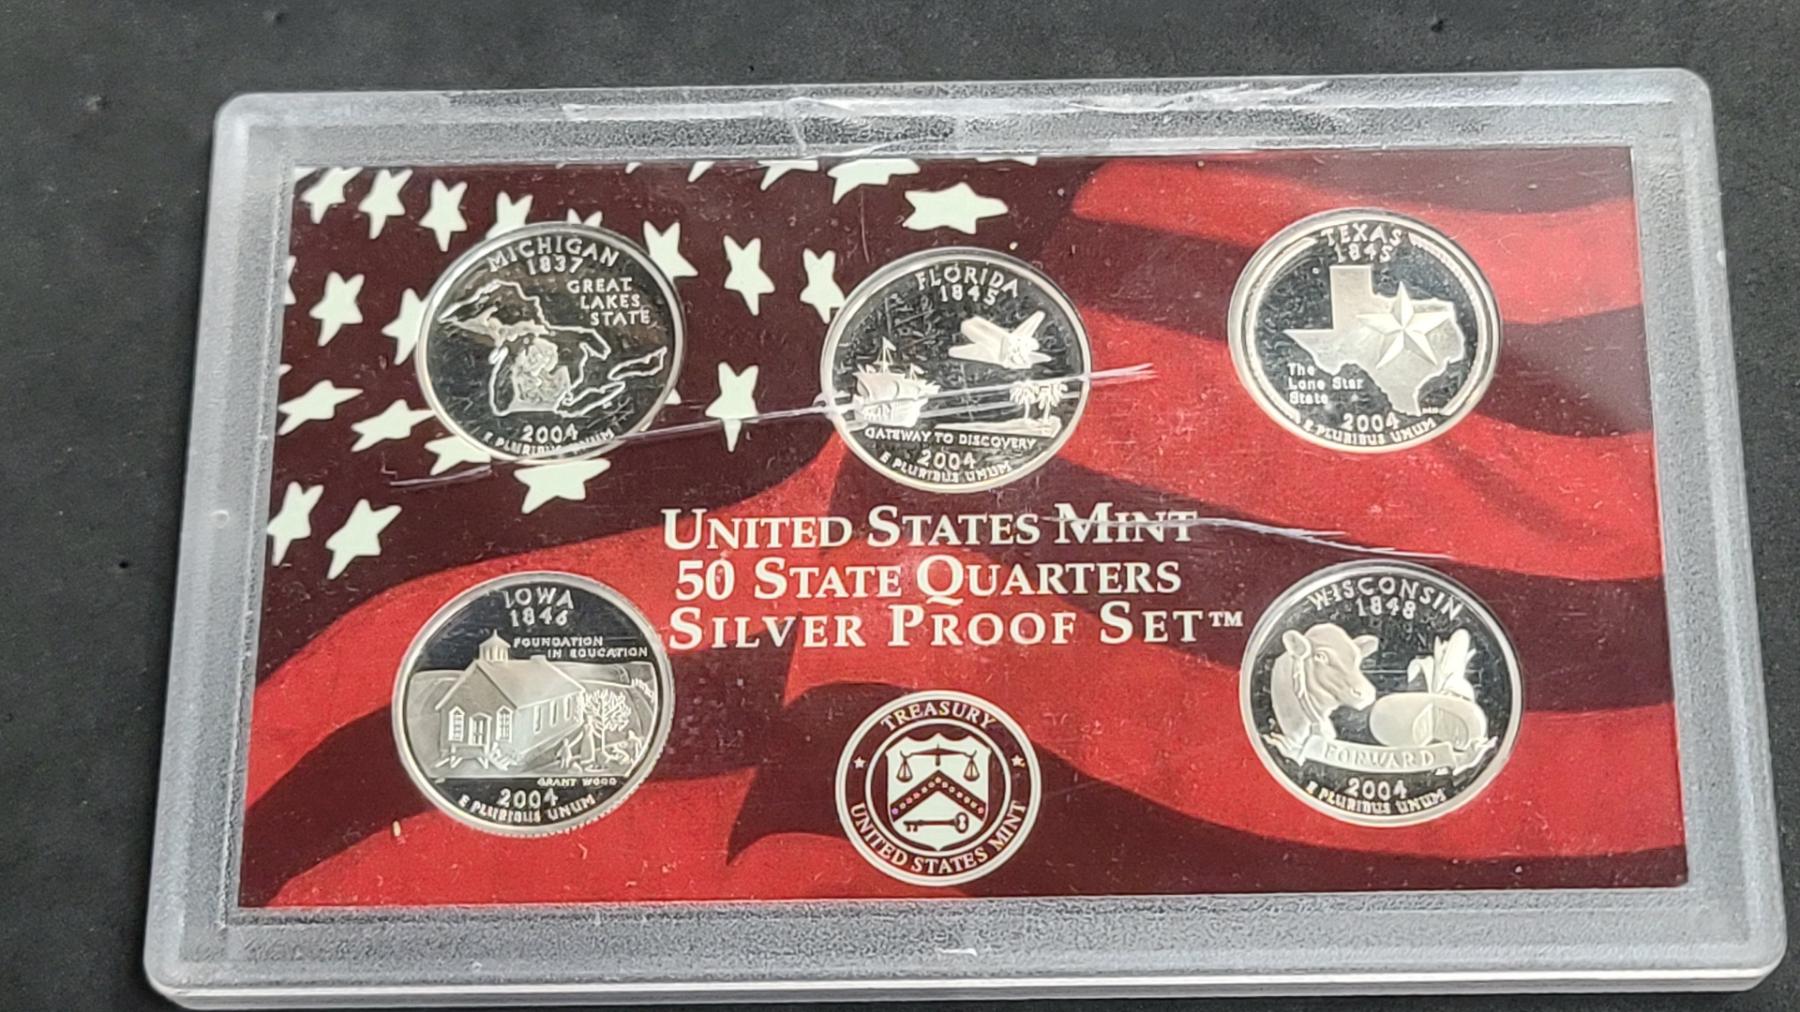 MICHIGAN
1837
GREAT
LAKES
STATE
2004
E PLURIBUS UNUM
FLORIDA
1845
GATEWAY TO DISCOVERY
2004
E PLURIBUS UNUM
TEXAS
1845
The
Lone Star
State
2004
E PLURIBUS UNUM
UNITED STATES MINT
50 STATE QUARTERS
SILVER PROOF SET™
IOWA
1846
FOUNDATION
IN EDUCATION
GRANT WOOD
2004
E PLURIBUS UNUM
TREASURY
UNITED STATES MINT
WISCONSIN
1848
FORWARD
2004
E PLURIBUS UNUM